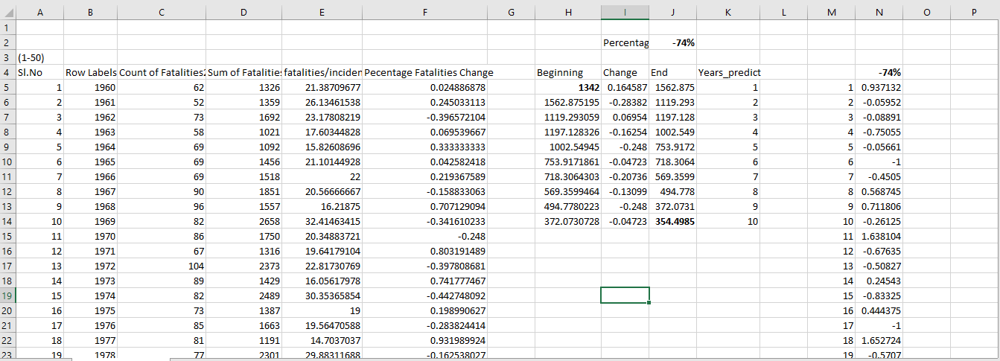 A B C D E F G H I J K L M N O P
1
2 Percentag -74%
3 (1-50)
4 Sl.No Row Labels Count of Fatalities2 Sum of Fatalities fatalities/inciden Pecentage Fatalities Change Beginning Change End Years_predict -74%
5 1 1960 62 1326 21.38709677 0.024886878 1342 0.164587 1562.875 1 1 0.937132
6 2 1961 52 1359 26.13461538 0.245033113 1562.875195 -0.28382 1119.293 2 2 -0.05952
7 3 1962 73 1692 23.17808219 -0.396572104 1119.293059 0.06954 1197.128 3 3 -0.08891
8 4 1963 58 1021 17.60344828 0.069539667 1197.128326 -0.16254 1002.549 4 4 -0.75055
9 5 1964 69 1092 15.82608696 0.333333333 1002.54945 -0.248 753.9172 5 5 -0.05661
10 6 1965 69 1456 21.10144928 0.042582418 753.9171861 -0.04723 718.3064 6 6 -1
11 7 1966 69 1518 22 0.219367589 718.3064303 -0.20736 569.3599 7 7 -0.4505
12 8 1967 90 1851 20.56666667 -0.158833063 569.3599464 -0.13099 494.778 8 8 0.568745
13 9 1968 96 1557 16.21875 0.707129094 494.7780223 -0.248 372.0731 9 9 0.711806
14 10 1969 82 2658 32.41463415 -0.341610233 372.0730728 -0.04723 354.4985 10 10 -0.26125
15 11 1970 86 1750 20.34883721 -0.248 11 1.638104
16 12 1971 67 1316 19.64179104 0.803191489 12 -0.67635
17 13 1972 104 2373 22.81730769 -0.397808681 13 -0.50827
18 14 1973 89 1429 16.05617978 0.741777467 14 0.24543
19 15 1974 82 2489 30.35365854 -0.442748092 15 -0.83325
20 16 1975 73 1387 19 0.198990627 16 0.444375
21 17 1976 85 1663 19.56470588 -0.283824414 17 -1
22 18 1977 81 1191 14.7037037 0.931989924 18 1.652724
23 19 1978 77 2301 29.88311688 -0.162538027 19 -0.5707